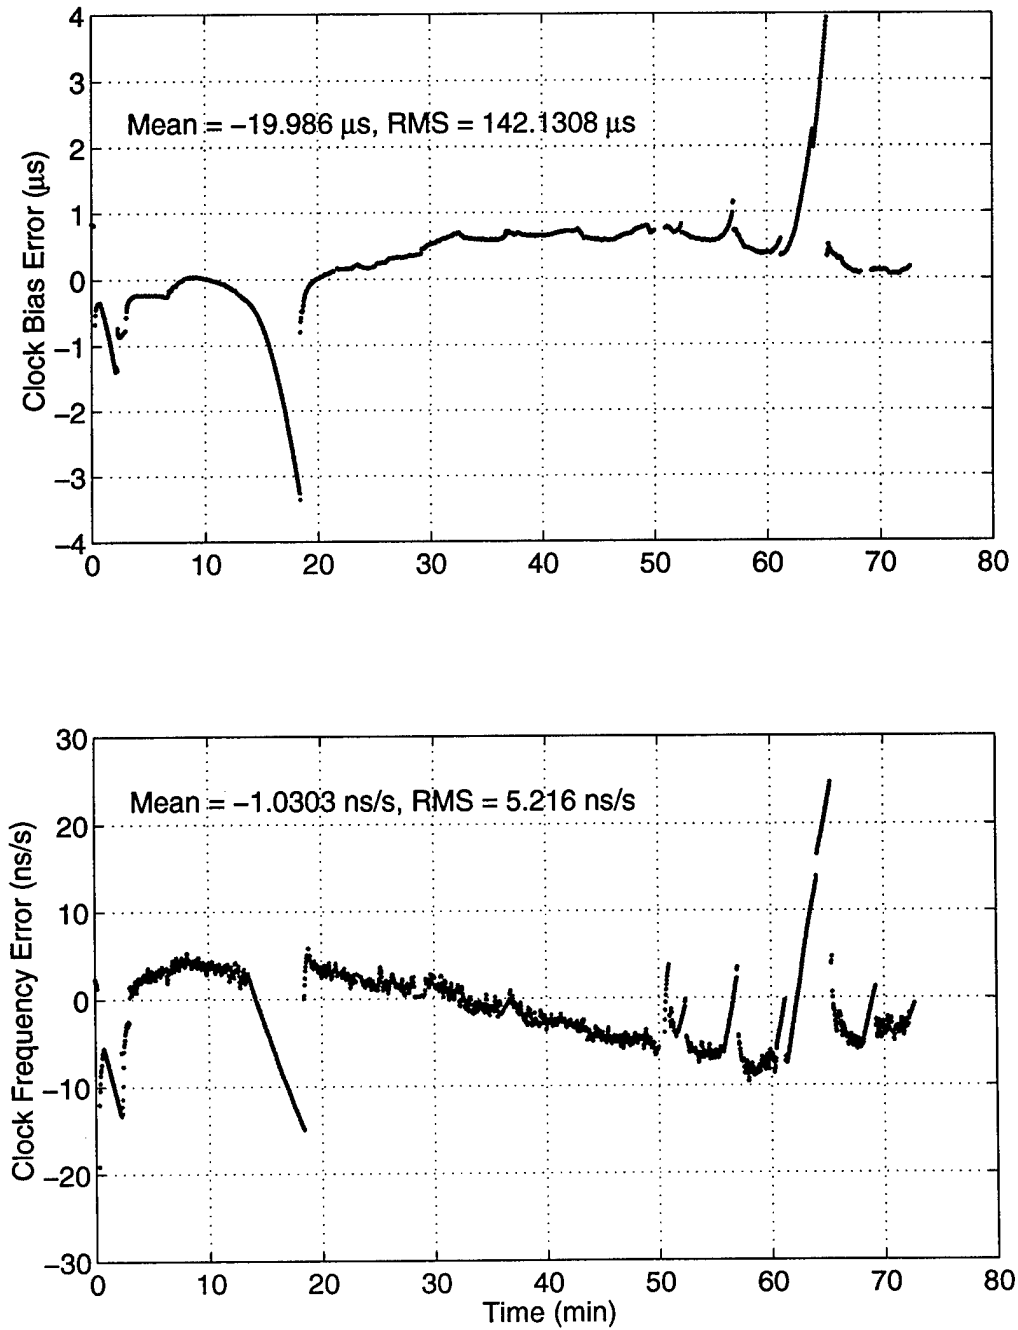 4
3
Mean = −19.986 μs, RMS = 142.1308 μs
2
1
0
−1
−2
−3
−4
Clock Bias Error (μs)
0 10 20 30 40 50 60 70 80
30
Mean = −1.0303 ns/s, RMS = 5.216 ns/s
20
10
0
−10
−20
−30
Clock Frequency Error (ns/s)
0 10 20 30 40 50 60 70 80
Time (min)